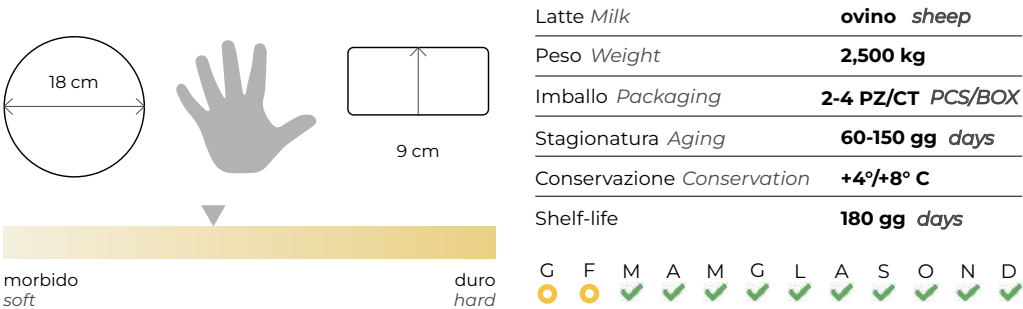 18 cm
9 cm
morbido duro
soft hard
Latte Milk ovino sheep
Peso Weight 2,500 kg
Imballo Packaging 2-4 PZ/CT PCS/BOX
Stagionatura Aging 60-150 gg days
Conservazione Conservation +4°/+8° C
Shelf-life 180 gg days
G F M A M G L A S O N D